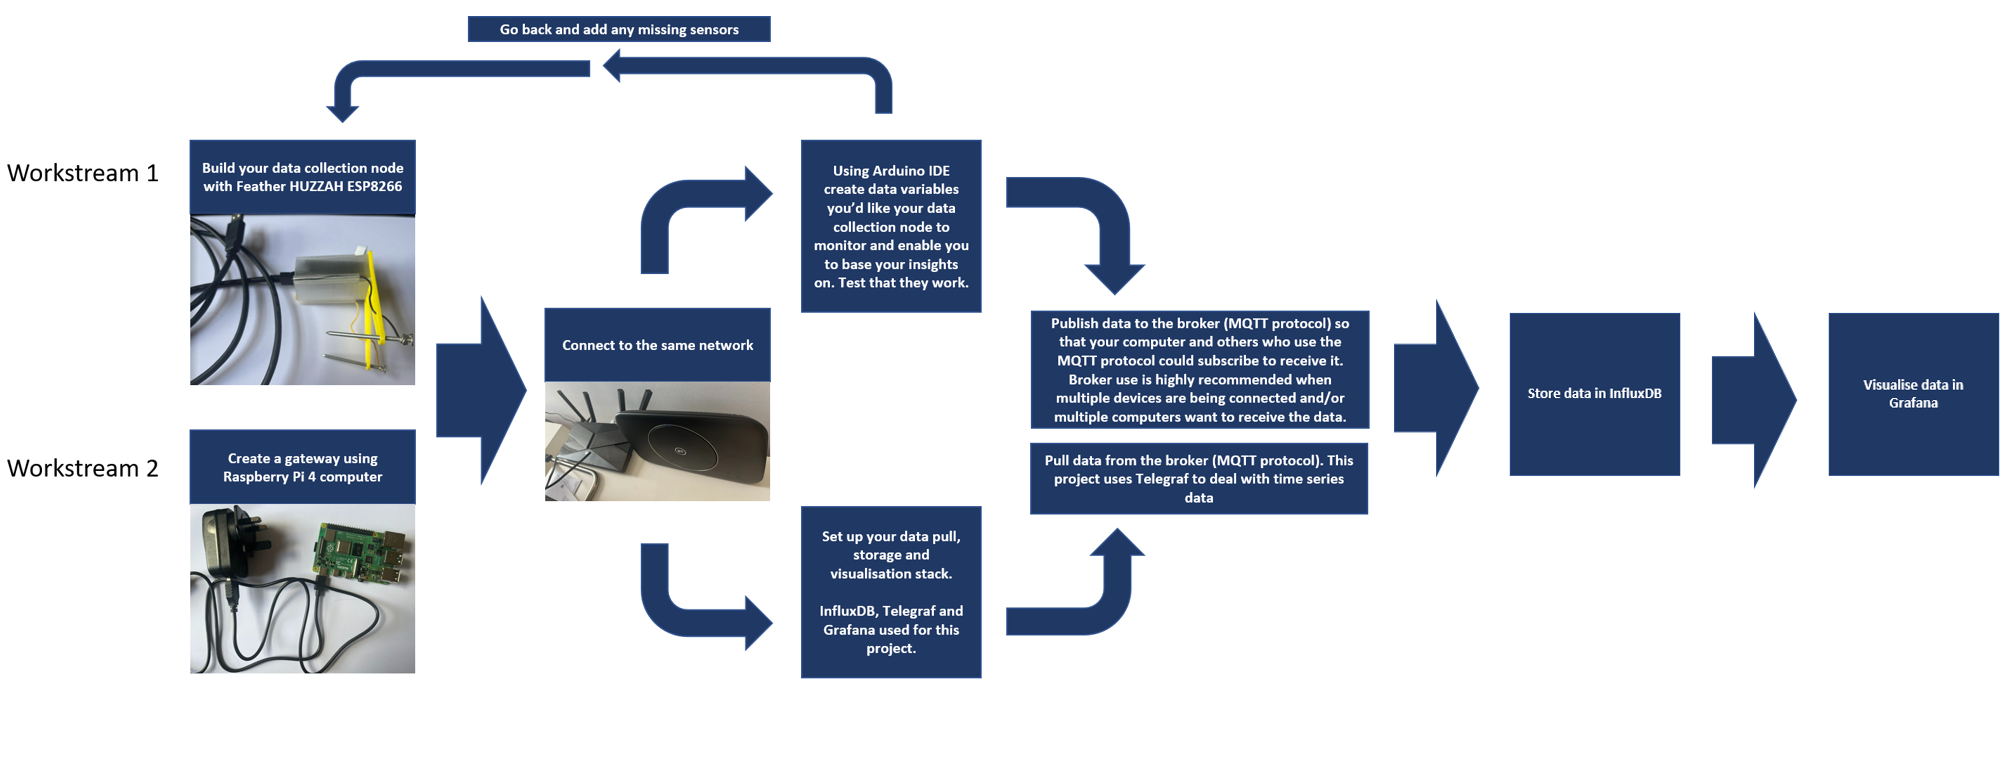 Go back and add any missing sensors
Workstream 1
Build your data collection node
with Feather HUZZAH ESP8266
Using Arduino IDE
create data variables
you’d like your data
collection node to
monitor and enable you
to base your insights
on. Test that they work.
Connect to the same network
Publish data to the broker (MQTT protocol) so
that your computer and others who use the
MQTT protocol could subscribe to receive it.
Broker use is highly recommended when
multiple devices are being connected and/or
multiple computers want to receive the data.
Store data in InfluxDB
Visualise data in
Grafana
Workstream 2
Create a gateway using
Raspberry Pi 4 computer
Pull data from the broker (MQTT protocol). This
project uses Telegraf to deal with time series
data
Set up your data pull,
storage and
visualisation stack.
InfluxDB, Telegraf and
Grafana used for this
project.